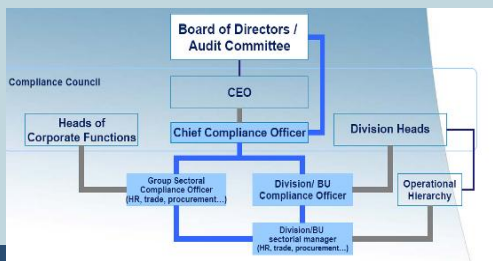 Board of Directors /
Audit Committee
Compliance Council
CEO
Heads of
Corporate Functions
Chief Compliance Officer
Division Heads
Group Sectoral
Compliance Officer
(HR, trade, procurement...)
Division/ BU
Compliance Officer
Operational
Hierarchy
Division/BU
sectorial manager
(HR, trade, procurement...)